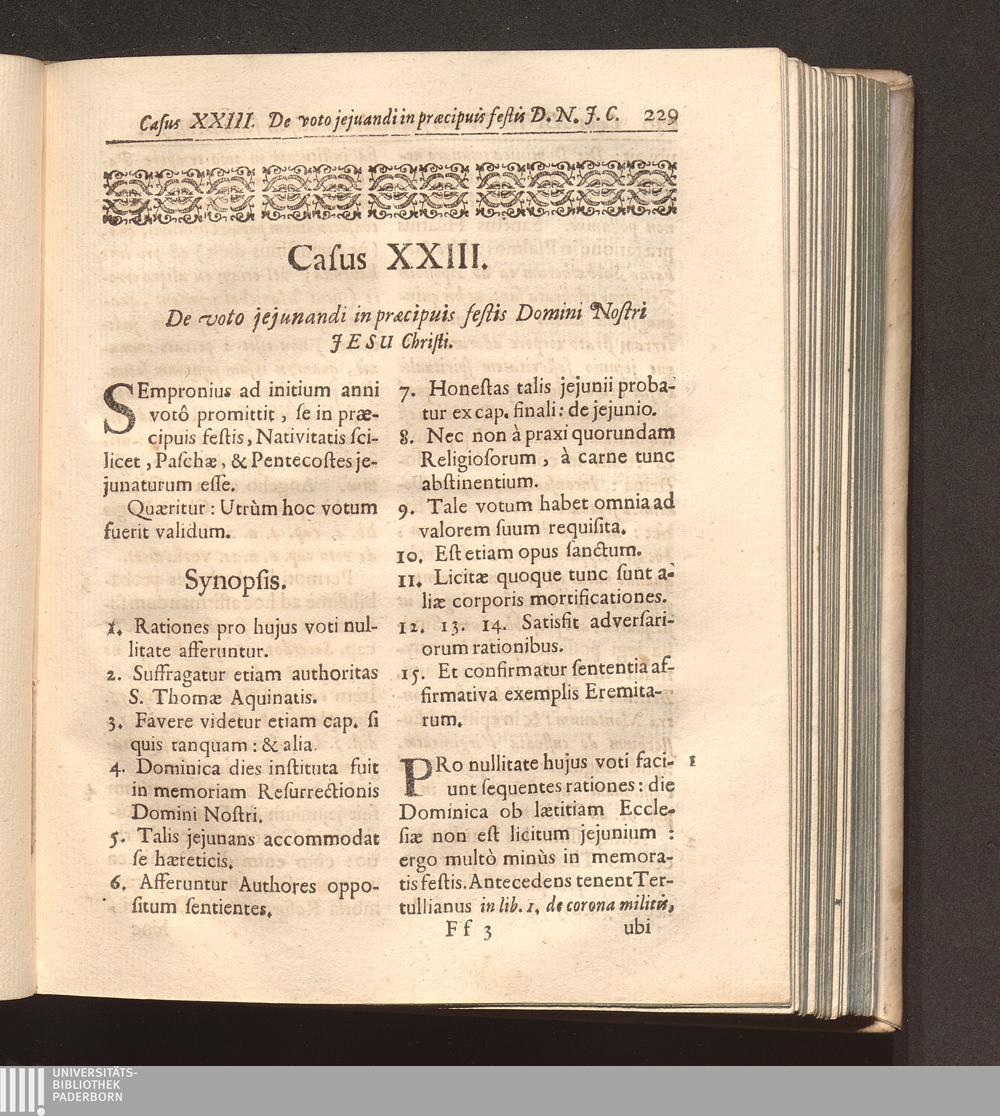 Caſus XXIII. De voto jejuandi in præcipuis feſtis D. N. J. C. 229
Caſus XXIII.
De voto jejunandi in præcipuis feſtis Domini Noſtri
JESU Chriſti.
SEmpronius ad initium anni
votô promittit, ſe in præ-
cipuis feſtis, Nativitatis ſci-
licet, Paſchæ, & Pentecoſtes je-
junaturum eſſe.
Quæritur: Utrùm hoc votum
fuerit validum.
Synopſis.
1. Rationes pro hujus voti nul-
litate afferuntur.
2. Suffragatur etiam authoritas
S. Thomæ Aquinatis.
3. Favere videtur etiam cap. ſi
quis tanquam: & alia.
4. Dominica dies inſtituta fuit
in memoriam Reſurrectionis
Domini Noſtri.
5. Talis jejunans accommodat
ſe hæreticis.
6. Afferuntur Authores oppo-
ſitum ſentientes.
7. Honeſtas talis jejunii proba-
tur ex cap. finali: de jejunio.
8. Nec non à praxi quorundam
Religioſorum, à carne tunc
abſtinentium.
9. Tale votum habet omnia ad
valorem ſuum requiſita.
10. Eſt etiam opus ſanctum.
11. Licitæ quoque tunc ſunt a-
liæ corporis mortificationes.
12. 13. 14. Satisfit adverſari-
orum rationibus.
15. Et confirmatur ſententia af-
firmativa exemplis Eremita-
rum.
PRo nullitate hujus voti faci- 1
unt ſequentes rationes: die
Dominica ob lætitiam Eccle-
ſiæ non eſt licitum jejunium:
ergo multò minùs in memora-
tis feſtis. Antecedens tenent Ter-
tullianus in lib. 1. de corona militis,
Ff 3 ubi
UNIVERSITÄTS-
BIBLIOTHEK
PADERBORN